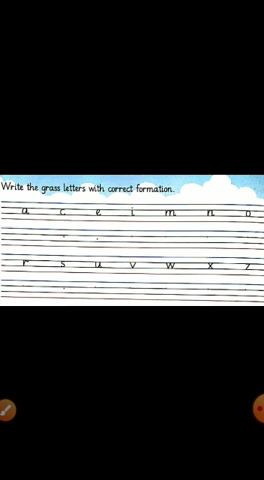 Write the grass letters with correct formation.
a c e i m n o
r s u v w x z